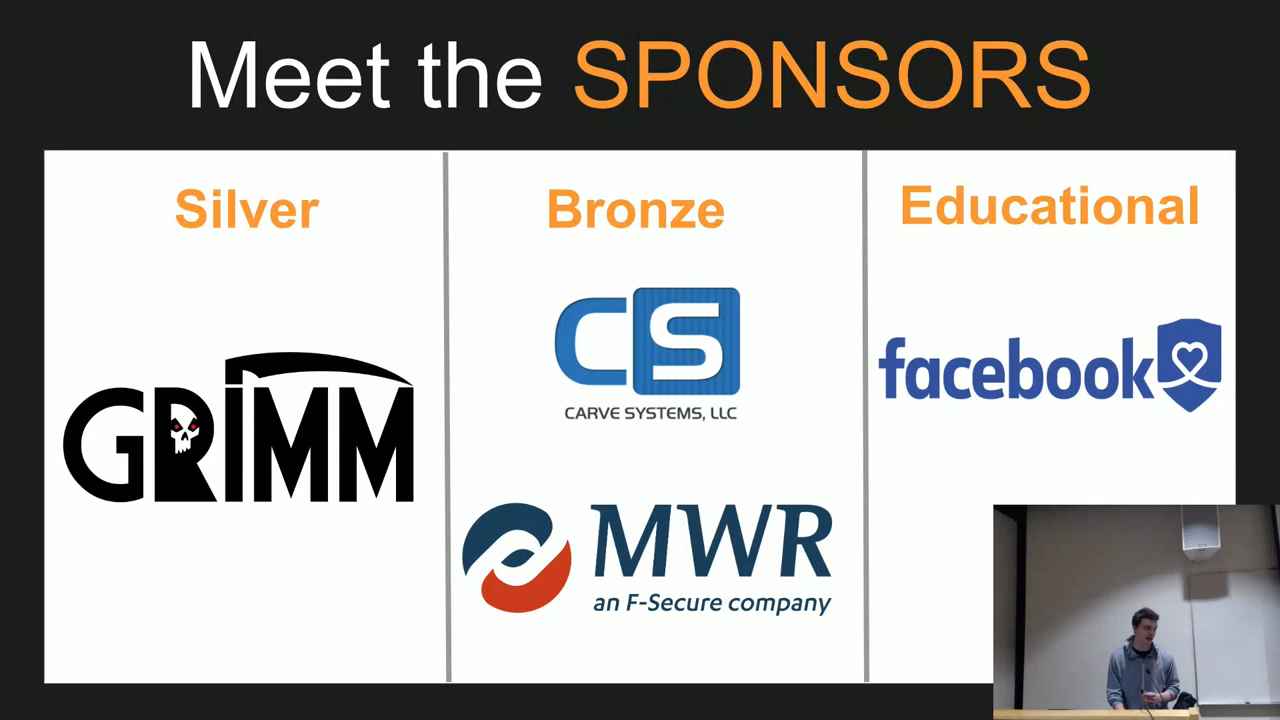 Meet the SPONSORS
Silver
Bronze
Educational
GRIMM
CS
CARVE SYSTEMS, LLC
facebook
MWR
an F-Secure company